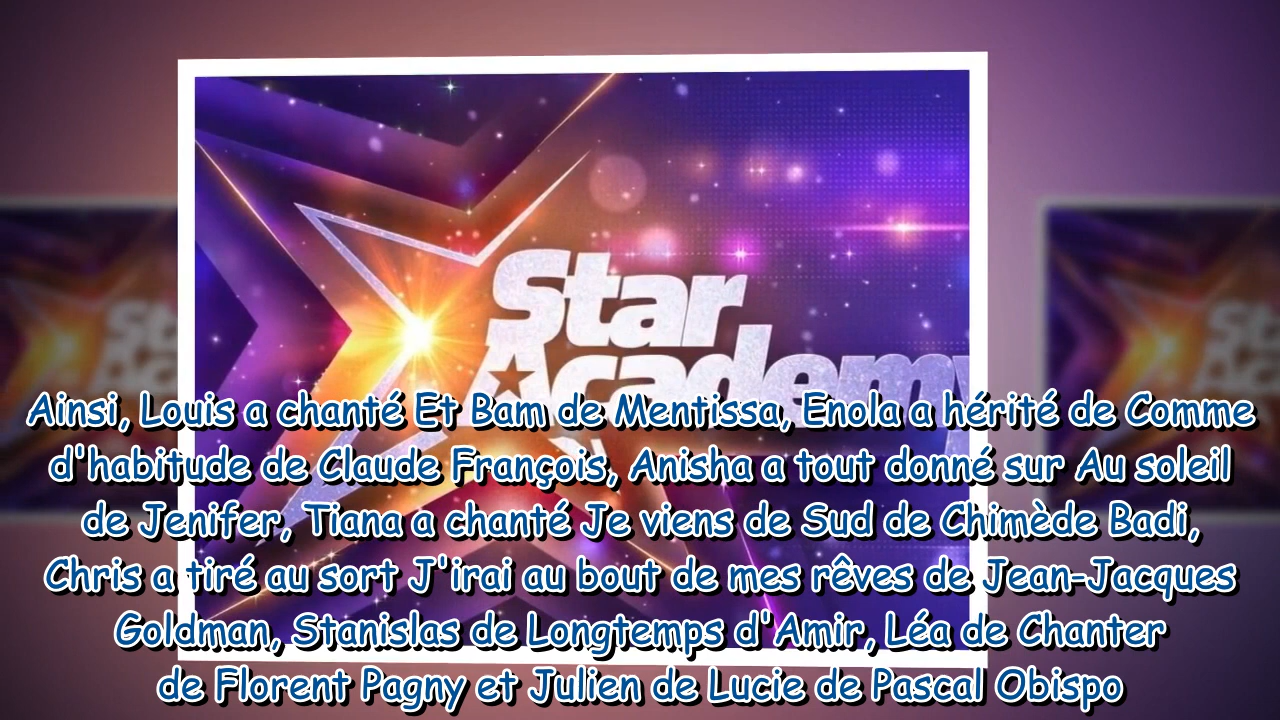 Star
Academy
Ainsi, Louis a chanté Et Bam de Mentissa, Enola a hérité de Comme
d'habitude de Claude François, Anisha a tout donné sur Au soleil
de Jenifer, Tiana a chanté Je viens de Sud de Chimède Badi,
Chris a tiré au sort J'irai au bout de mes rêves de Jean-Jacques
Goldman, Stanislas de Longtemps d'Amir, Léa de Chanter
de Florent Pagny et Julien de Lucie de Pascal Obispo